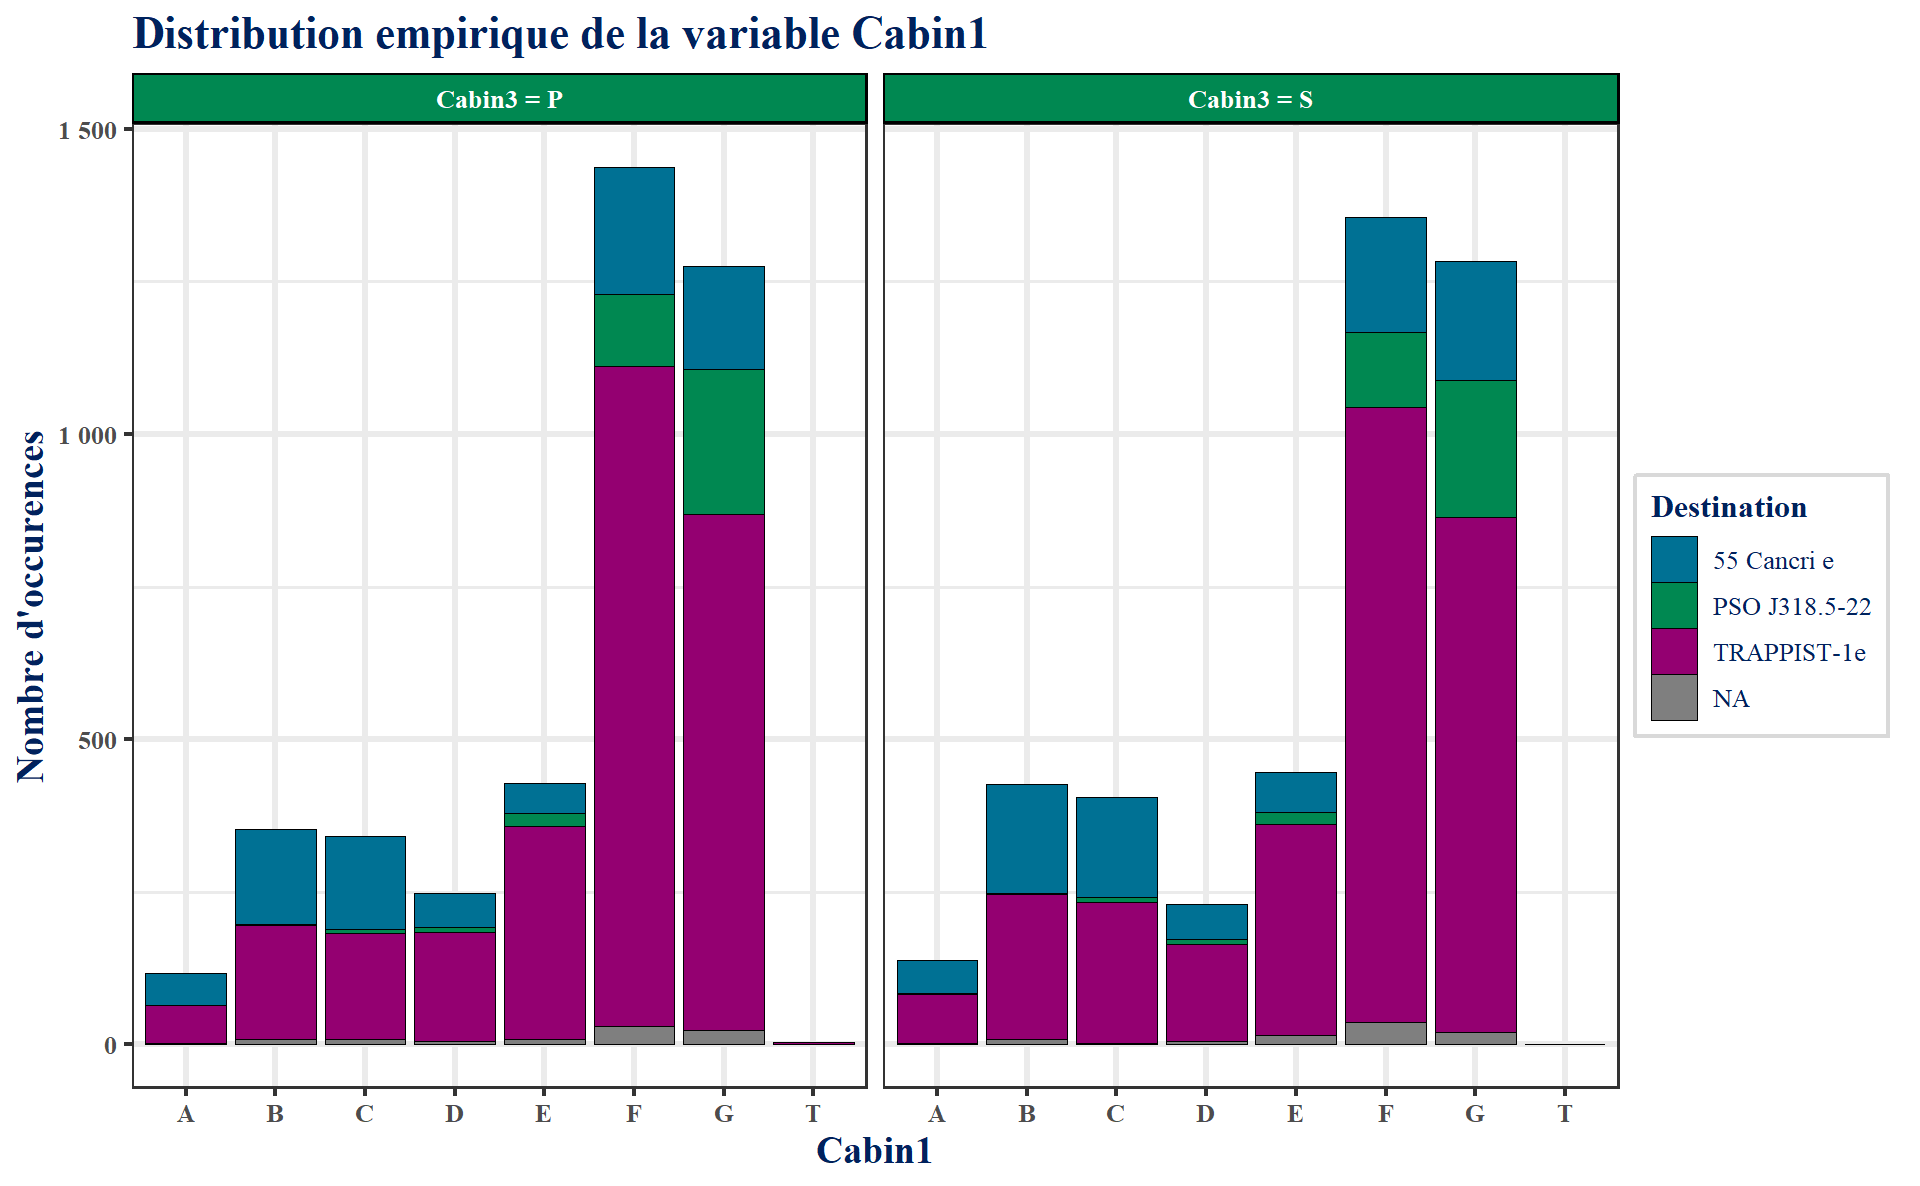 Distribution empirique de la variable Cabin1
Cabin3 = P
Cabin3 = S
1 500
1 000
500
0
Nombre d'occurences
A B C D E F G T
A B C D E F G T
Cabin1
Destination
55 Cancri e
PSO J318.5-22
TRAPPIST-1e
NA